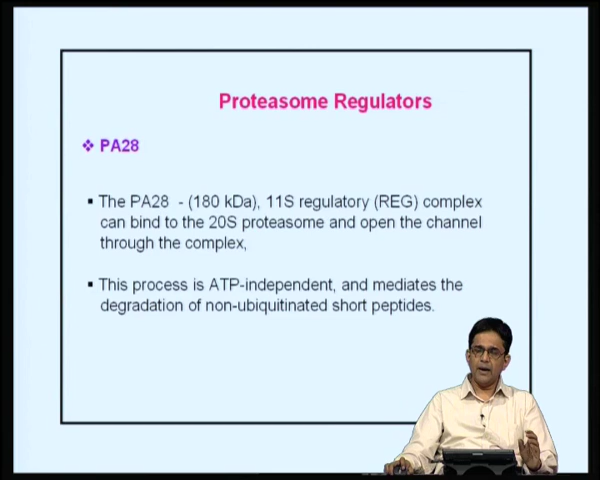 Proteasome Regulators
❖ PA28
▪ The PA28 - (180 kDa), 11S regulatory (REG) complex
can bind to the 20S proteasome and open the channel
through the complex,
▪ This process is ATP-independent, and mediates the
degradation of non-ubiquitinated short peptides.